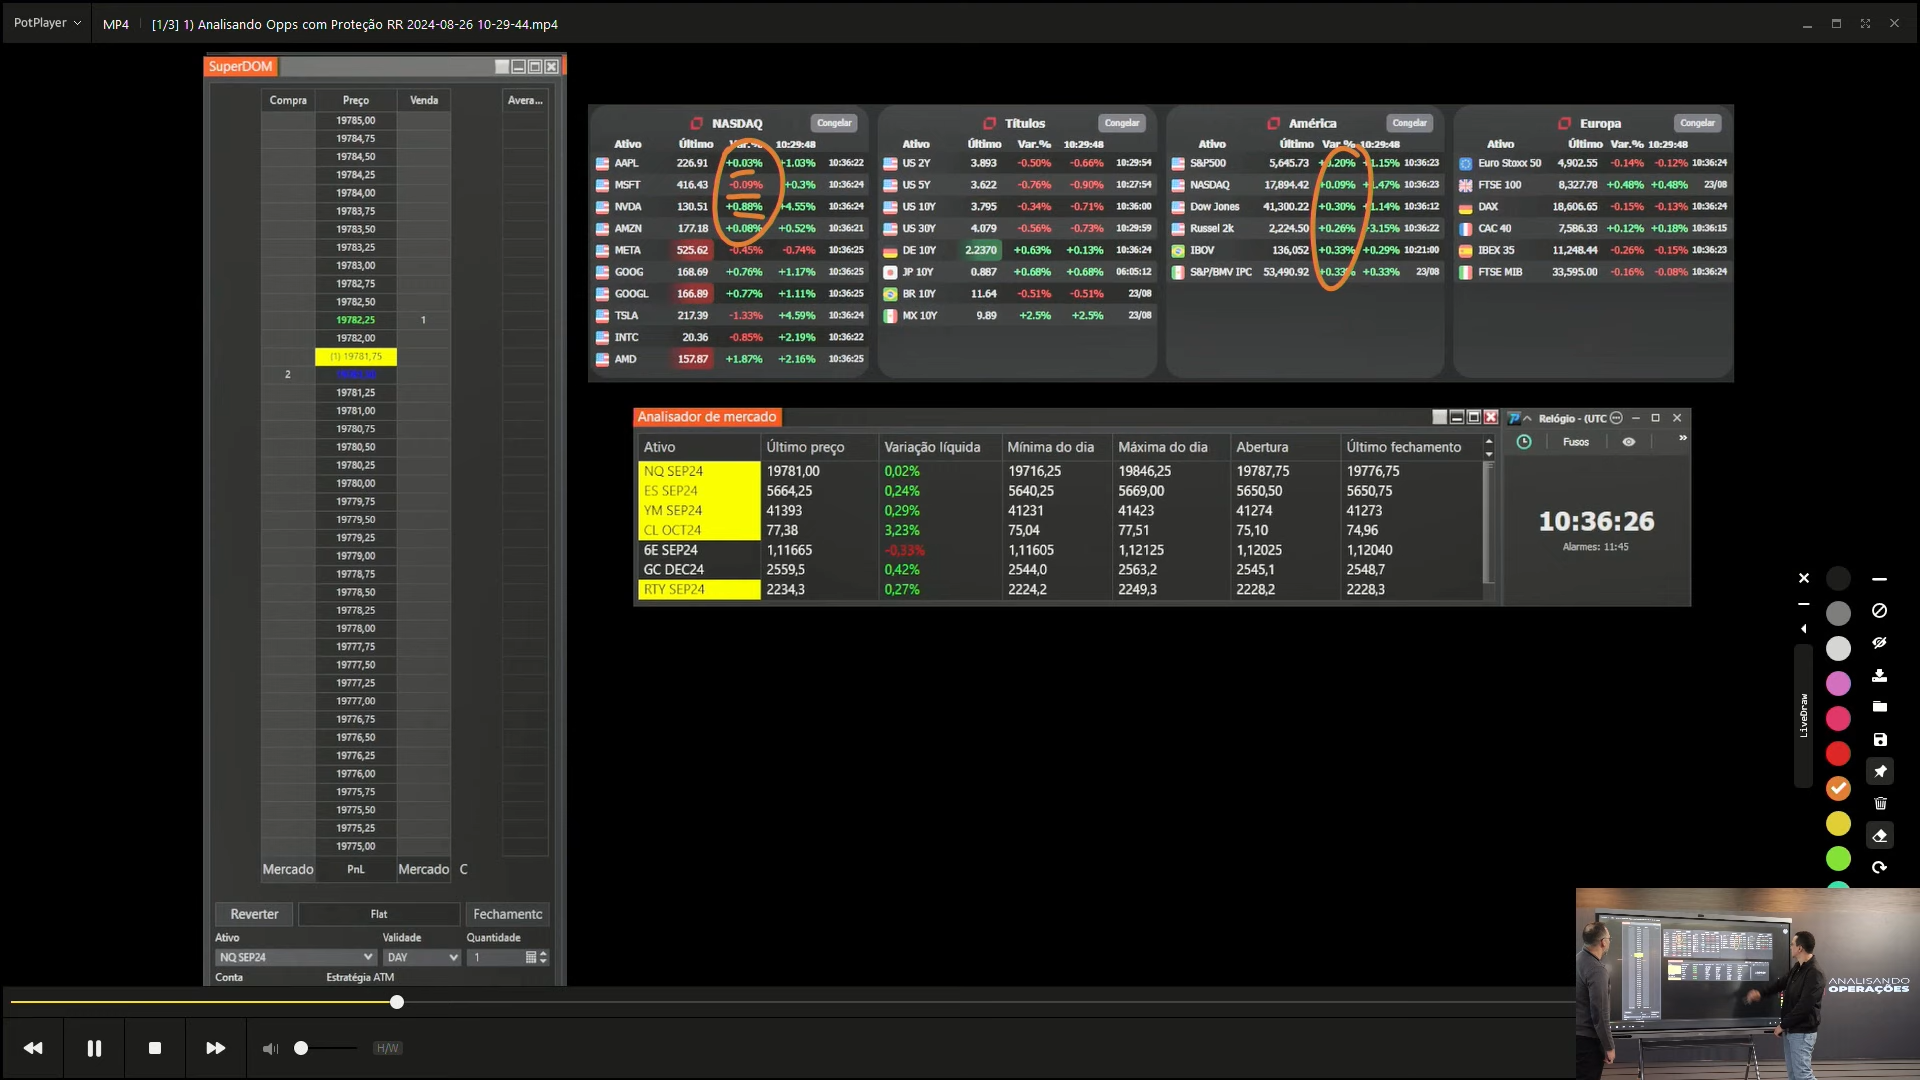 PotPlayer MP4 [1/3] 1) Analisando Opps com Proteção RR 2024-08-26 10-29-44.mp4
SuperDOM
Compra Preço Venda Avera...
19785,00
19784,75
19784,50
19784,25
19784,00
19783,75
19783,50
19783,25
19783,00
19782,75
19782,50
19782,25 1
19782,00
(1) 19781,75
2
19781,25
19781,00
19780,75
19780,50
19780,25
19780,00
19779,75
19779,50
19779,25
19779,00
19778,75
19778,50
19778,25
19778,00
19777,75
19777,50
19777,25
19777,00
19776,75
19776,50
19776,25
19776,00
19775,75
19775,50
19775,25
19775,00
Mercado PnL Mercado C
Reverter Flat Fechamento
Ativo Validade Quantidade
NQ SEP24 DAY 1
Conta Estratégia ATM
NASDAQ Congelar
Ativo Último Var.% 10:29:48
AAPL 226.91 +0.03% +1.03% 10:36:22
MSFT 416.43 -0.09% +0.3% 10:36:24
NVDA 130.51 +0.88% +4.55% 10:36:24
AMZN 177.18 +0.08% +0.52% 10:36:21
META 525.62 -0.45% -0.74% 10:36:25
GOOG 168.69 +0.76% +1.17% 10:36:25
GOOGL 166.89 +0.77% +1.11% 10:36:25
TSLA 217.39 -1.33% +4.59% 10:36:24
INTC 20.36 -0.85% +2.19% 10:36:22
AMD 157.87 +1.87% +2.16% 10:36:25
Títulos Congelar
Ativo Último Var.% 10:29:48
US 2Y 3.893 -0.50% -0.66% 10:29:54
US 5Y 3.622 -0.76% -0.90% 10:27:54
US 10Y 3.795 -0.34% -0.71% 10:36:00
US 30Y 4.079 -0.56% -0.73% 10:29:59
DE 10Y 2.2370 +0.63% +0.13% 10:36:24
JP 10Y 0.887 +0.68% +0.68% 06:05:12
BR 10Y 11.64 -0.51% -0.51% 23/08
MX 10Y 9.89 +2.5% +2.5% 23/08
América Congelar
Ativo Último Var.% 10:29:48
S&P500 5,645.73 +0.20% +1.15% 10:36:23
NASDAQ 17,894.42 +0.09% +1.47% 10:36:23
Dow Jones 41,300.22 +0.30% +1.14% 10:36:12
Russel 2k 2,224.50 +0.26% +3.15% 10:36:22
IBOV 136,052 +0.33% +0.29% 10:21:00
S&P/BMV IPC 53,490.92 +0.33% +0.33% 23/08
Europa Congelar
Ativo Último Var.% 10:29:48
Euro Stoxx 50 4,902.55 -0.14% -0.12% 10:36:24
FTSE 100 8,327.78 +0.48% +0.48% 23/08
DAX 18,606.65 -0.15% -0.13% 10:36:24
CAC 40 7,586.33 +0.12% +0.18% 10:36:15
IBEX 35 11,248.44 -0.26% -0.15% 10:36:23
FTSE MIB 33,595.00 -0.16% -0.08% 10:36:24
Analisador de mercado
Ativo Último preço Variação líquida Mínima do dia Máxima do dia Abertura Último fechamento
NQ SEP24 19781,00 0,02% 19716,25 19846,25 19787,75 19776,75
ES SEP24 5664,25 0,24% 5640,25 5669,00 5650,50 5650,75
YM SEP24 41393 0,29% 41231 41423 41274 41273
CL OCT24 77,38 3,23% 75,04 77,51 75,10 74,96
6E SEP24 1,11665 -0,33% 1,11605 1,12125 1,12025 1,12040
GC DEC24 2559,5 0,42% 2544,0 2563,2 2545,1 2548,7
RTY SEP24 2234,3 0,27% 2224,2 2249,3 2228,2 2228,3
Relógio - (UTC
Fusos
10:36:26
Alarmes: 11:45
LiveDraw
H/W
ANALISANDO
OPERAÇÕES